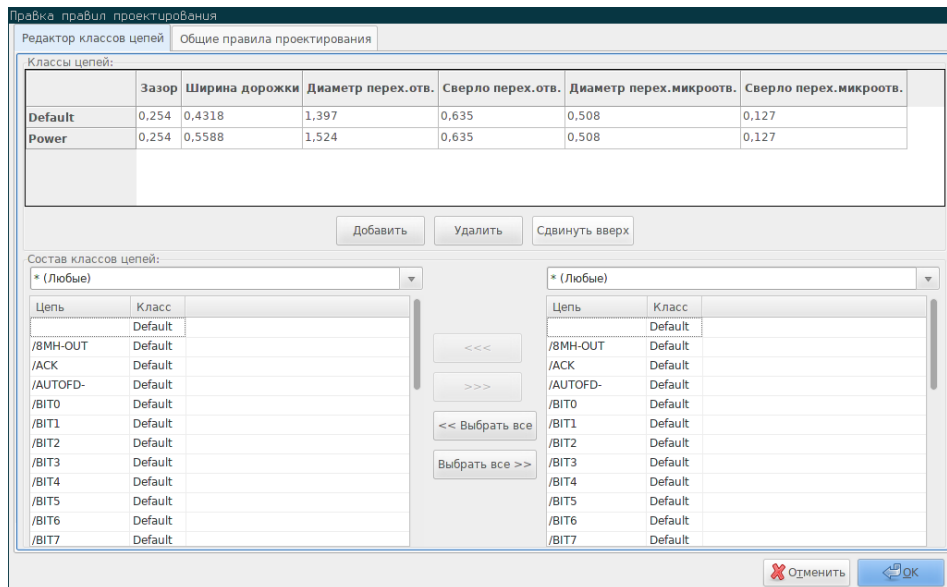 Правка правил проектирования
Редактор классов цепей Общие правила проектирования
Классы цепей:
Зазор Ширина дорожки Диаметр перех.отв. Сверло перех.отв. Диаметр перех.микроотв. Сверло перех.микроотв.
Default 0,254 0,4318 1,397 0,635 0,508 0,127
Power 0,254 0,5588 1,524 0,635 0,508 0,127
Добавить Удалить Сдвинуть вверх
Состав классов цепей:
* (Любые) * (Любые)
Цепь Класс Цепь Класс
Default Default
/8MH-OUT Default /8MH-OUT Default
/ACK Default <<< /ACK Default
/AUTOFD- Default >>> /AUTOFD- Default
/BIT0 Default /BIT0 Default
/BIT1 Default << Выбрать все /BIT1 Default
/BIT2 Default /BIT2 Default
/BIT3 Default Выбрать все >> /BIT3 Default
/BIT4 Default /BIT4 Default
/BIT5 Default /BIT5 Default
/BIT6 Default /BIT6 Default
/BIT7 Default /BIT7 Default
Отменить ОК